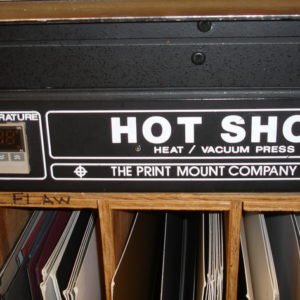 RATURE
HOT SHO
HEAT / VACUUM PRESS
THE PRINT MOUNT COMPANY
FLAW